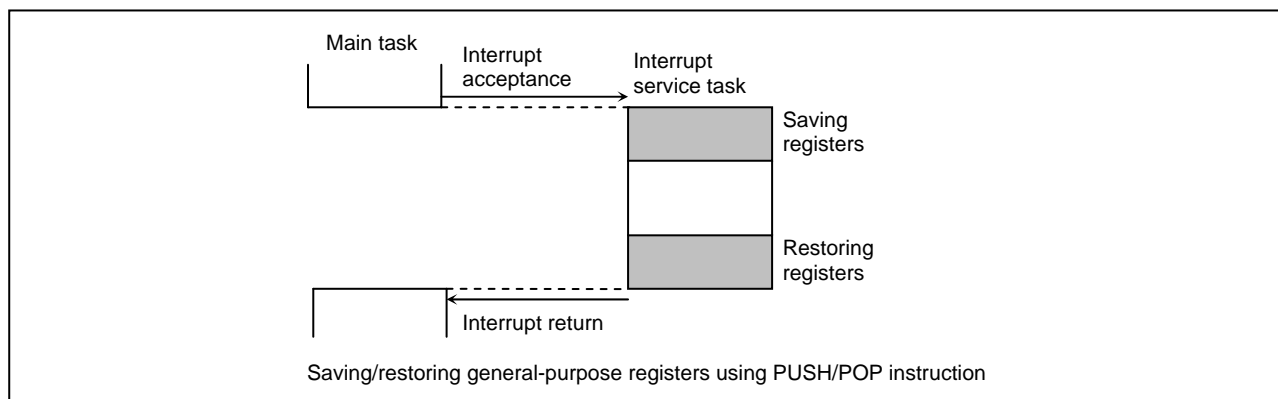 Main task
Interrupt
acceptance
Interrupt
service task
Saving
registers
Restoring
registers
Interrupt return
Saving/restoring general-purpose registers using PUSH/POP instruction